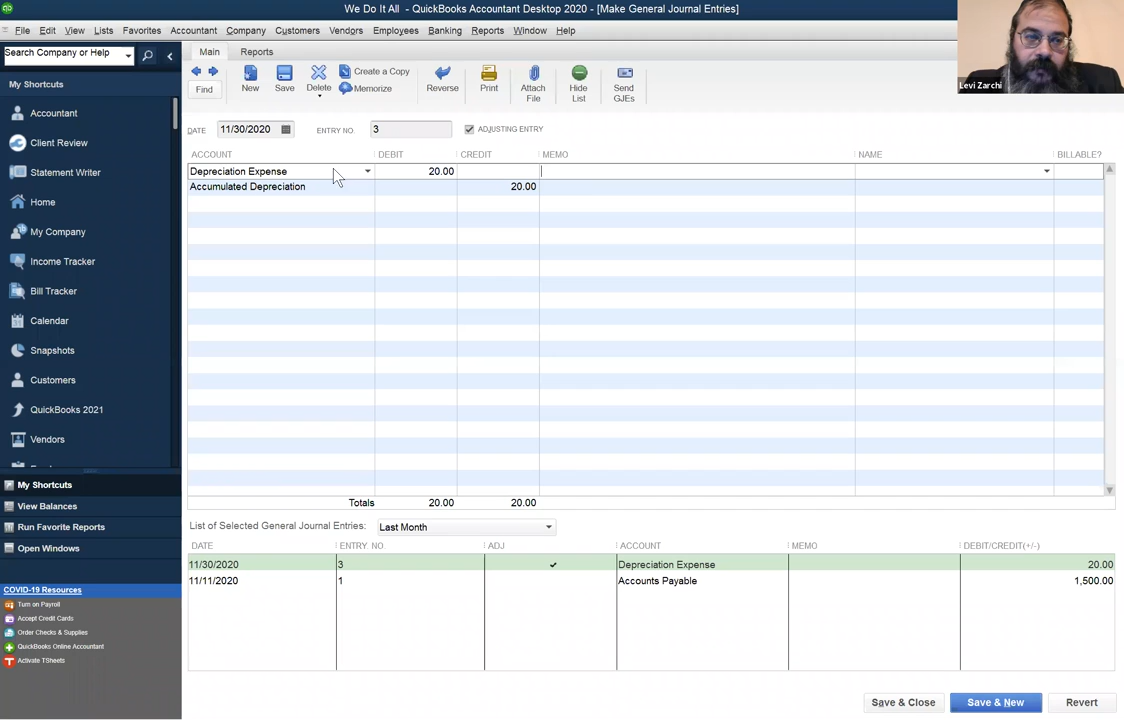 We Do It All - QuickBooks Accountant Desktop 2020 - [Make General Journal Entries]
File Edit View Lists Favorites Accountant Company Customers Vendors Employees Banking Reports Window Help
Search Company or Help
Main Reports
Find New Save Delete Create a Copy Memorize Reverse Print Attach File Hide List Send GJEs
Levi Zarchi
My Shortcuts
Accountant
Client Review
Statement Writer
Home
My Company
Income Tracker
Bill Tracker
Calendar
Snapshots
Customers
QuickBooks 2021
Vendors
My Shortcuts
View Balances
Run Favorite Reports
Open Windows
COVID-19 Resources
Turn on Payroll
Accept Credit Cards
Order Checks & Supplies
QuickBooks Online Accountant
Activate TSheets
DATE 11/30/2020 ENTRY NO. 3 ADJUSTING ENTRY
ACCOUNT DEBIT CREDIT MEMO NAME BILLABLE?
Depreciation Expense 20.00
Accumulated Depreciation 20.00
Totals 20.00 20.00
List of Selected General Journal Entries: Last Month
DATE ENTRY NO. ADJ ACCOUNT MEMO DEBIT/CREDIT(+/-)
11/30/2020 3 ✓ Depreciation Expense 20.00
11/11/2020 1 Accounts Payable 1,500.00
Save & Close Save & New Revert